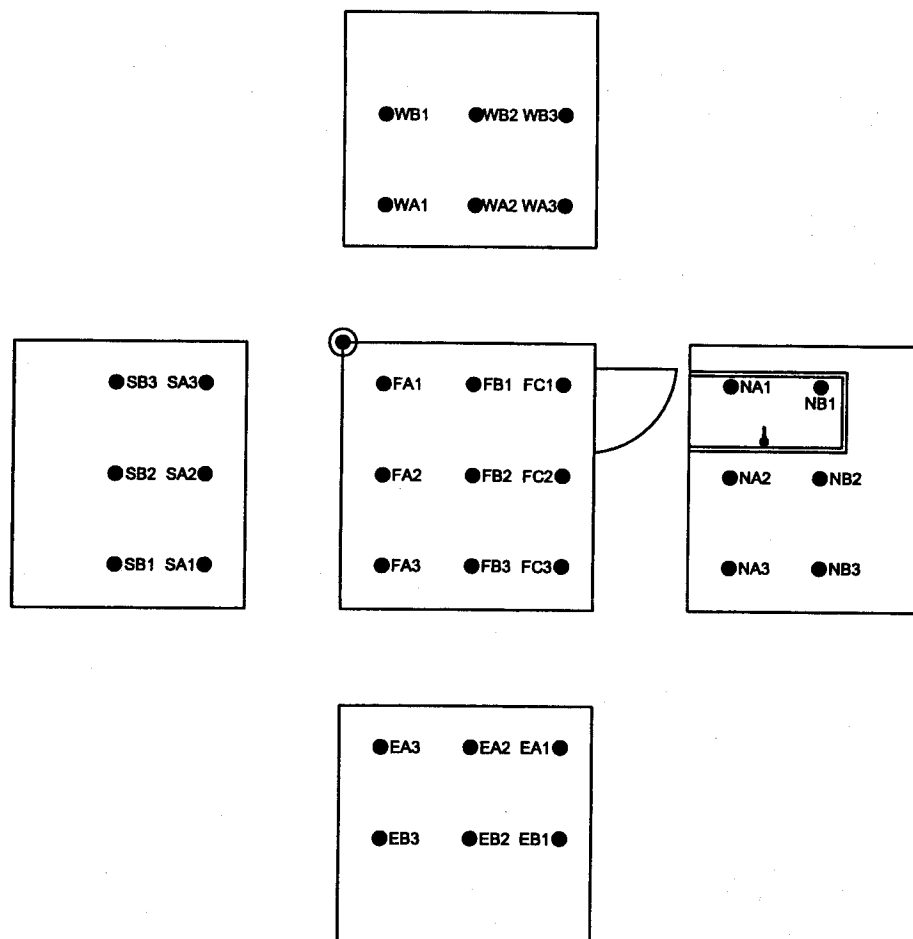 WB1 WB2 WB3
WA1 WA2 WA3
SB3 SA3
SB2 SA2
SB1 SA1
FA1 FB1 FC1
FA2 FB2 FC2
FA3 FB3 FC3
NA1 NB1
NA2 NB2
NA3 NB3
EA3 EA2 EA1
EB3 EB2 EB1